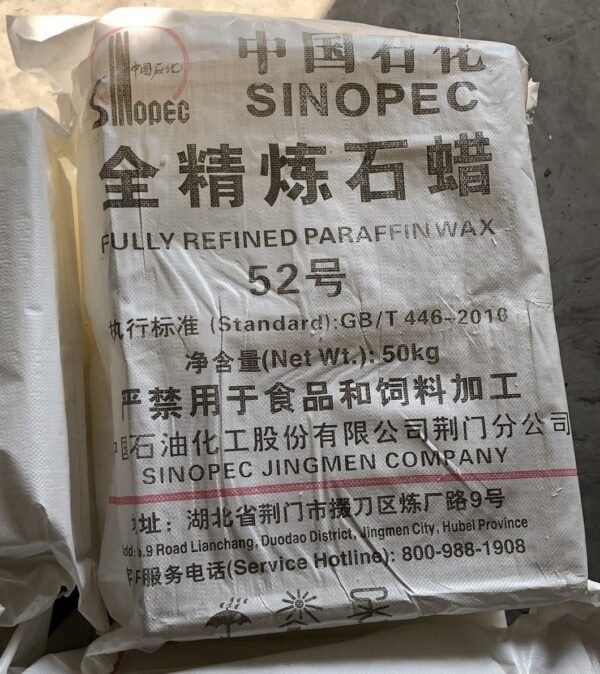 中国石化
中国石化
SINOPEC
SINOPEC
全精炼石蜡
FULLY REFINED PARAFFIN WAX
52号
执行标准 (Standard):GB/T 446-2010
净含量(Net Wt.): 50kg
严禁用于食品和饲料加工
中国石油化工股份有限公司荆门分公司
SINOPEC JINGMEN COMPANY
地址：湖北省荆门市掇刀区炼厂路9号
Add: o.9 Road Lianchang, Duodao District, Jingmen City, Hubei Province
服务电话(Service Hotline): 800-988-1908